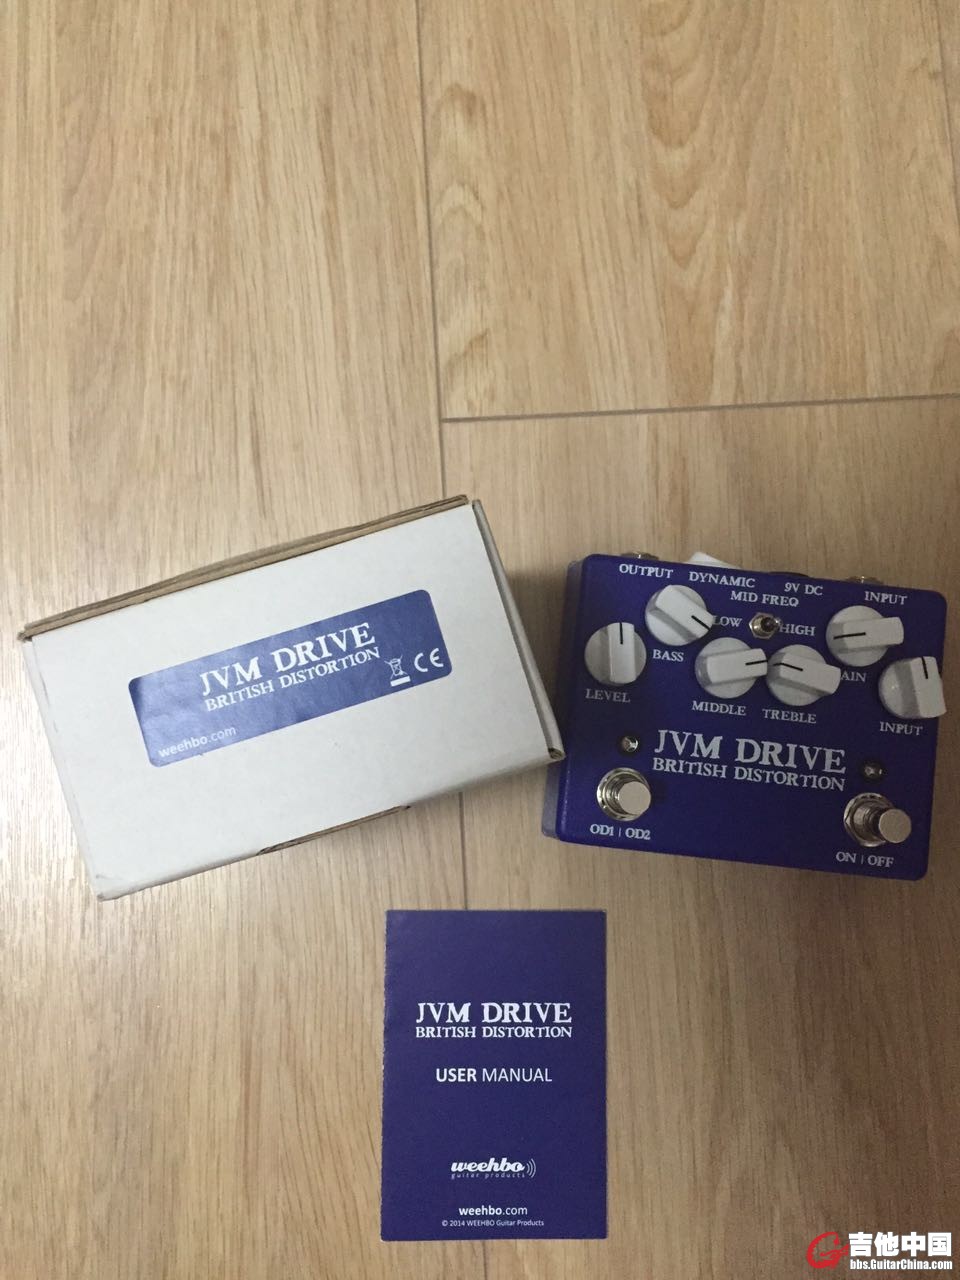 JVM DRIVE
BRITISH DISTORTION
CE
weehbo.com
OUTPUT DYNAMIC 9V DC INPUT
MID FREQ
LOW HIGH
BASS
AIN
LEVEL MIDDLE TREBLE INPUT
JVM DRIVE
BRITISH DISTORTION
OD1 | OD2
ON | OFF
JVM DRIVE
BRITISH DISTORTION
USER MANUAL
weehbo
guitar products
weehbo.com
© 2014 WEEHBO Guitar Products
吉他中国
bbs.GuitarChina.com